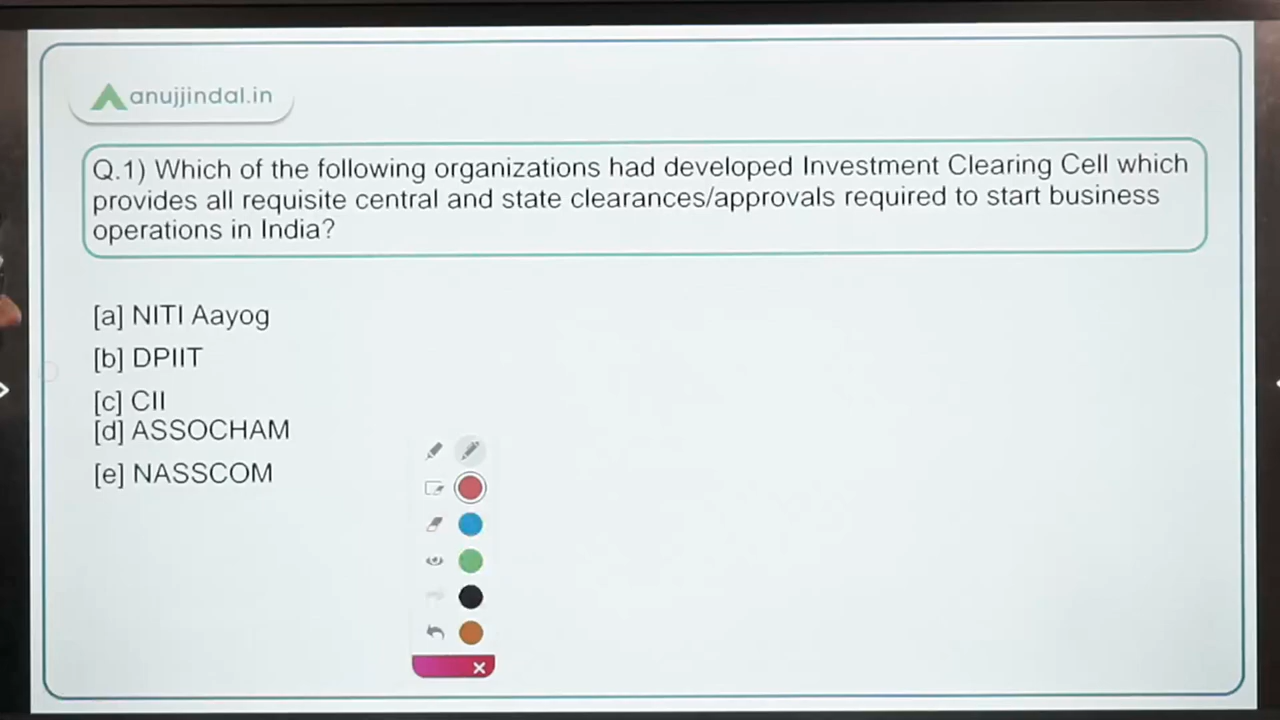 anujjindal.in
Q.1) Which of the following organizations had developed Investment Clearing Cell which
provides all requisite central and state clearances/approvals required to start business
operations in India?
[a] NITI Aayog
[b] DPIIT
[c] CII
[d] ASSOCHAM
[e] NASSCOM